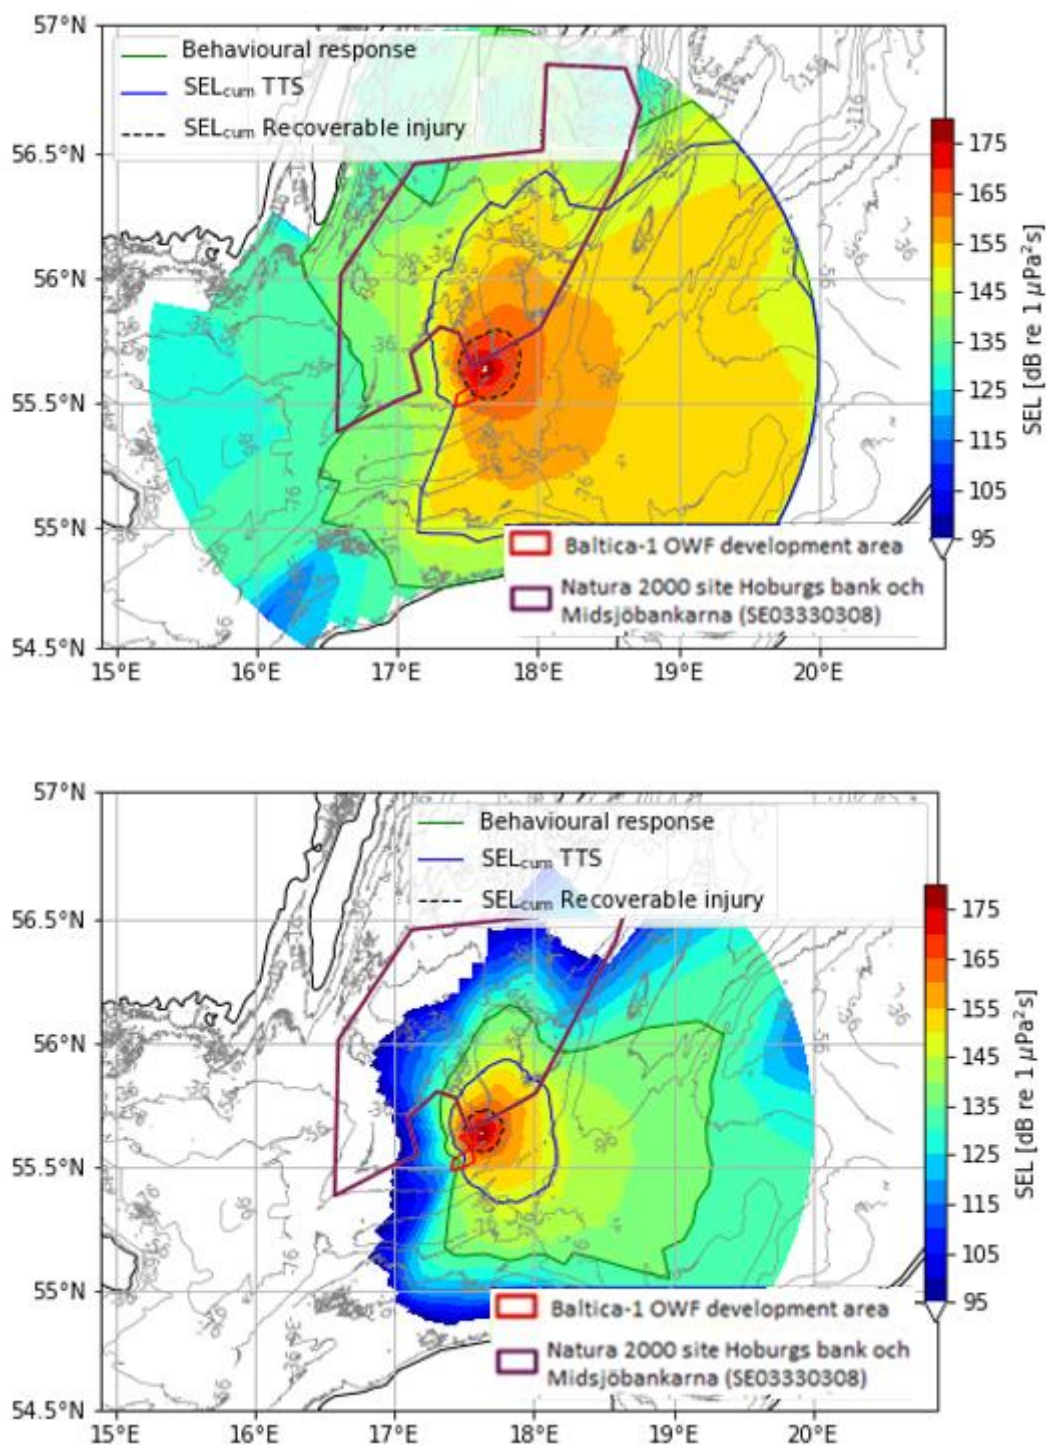 57°N
Behavioural response
SELcum TTS
SELcum Recoverable injury
56.5°N
56°N
55.5°N
55°N
54.5°N
15°E 16°E 17°E 18°E 19°E 20°E
175
165
155
145
135
125
115
105
95
SEL [dB re 1 μPa²s]
Baltica-1 OWF development area
Natura 2000 site Hoburgs bank och
Midsjöbankarna (SE03330308)
57°N
Behavioural response
SELcum TTS
SELcum Recoverable injury
56.5°N
56°N
55.5°N
55°N
54.5°N
15°E 16°E 17°E 18°E 19°E 20°E
175
165
155
145
135
125
115
105
95
SEL [dB re 1 μPa²s]
Baltica-1 OWF development area
Natura 2000 site Hoburgs bank och
Midsjöbankarna (SE03330308)